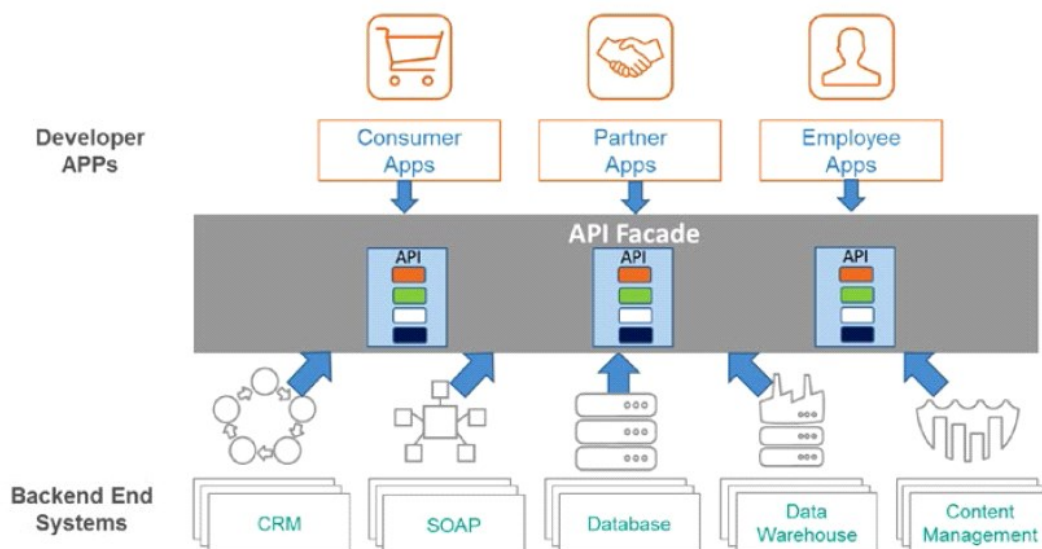 Developer
APPs
Consumer
Apps
Partner
Apps
Employee
Apps
API Facade
API
API
API
Backend End
Systems
CRM
SOAP
Database
Data
Warehouse
Content
Management